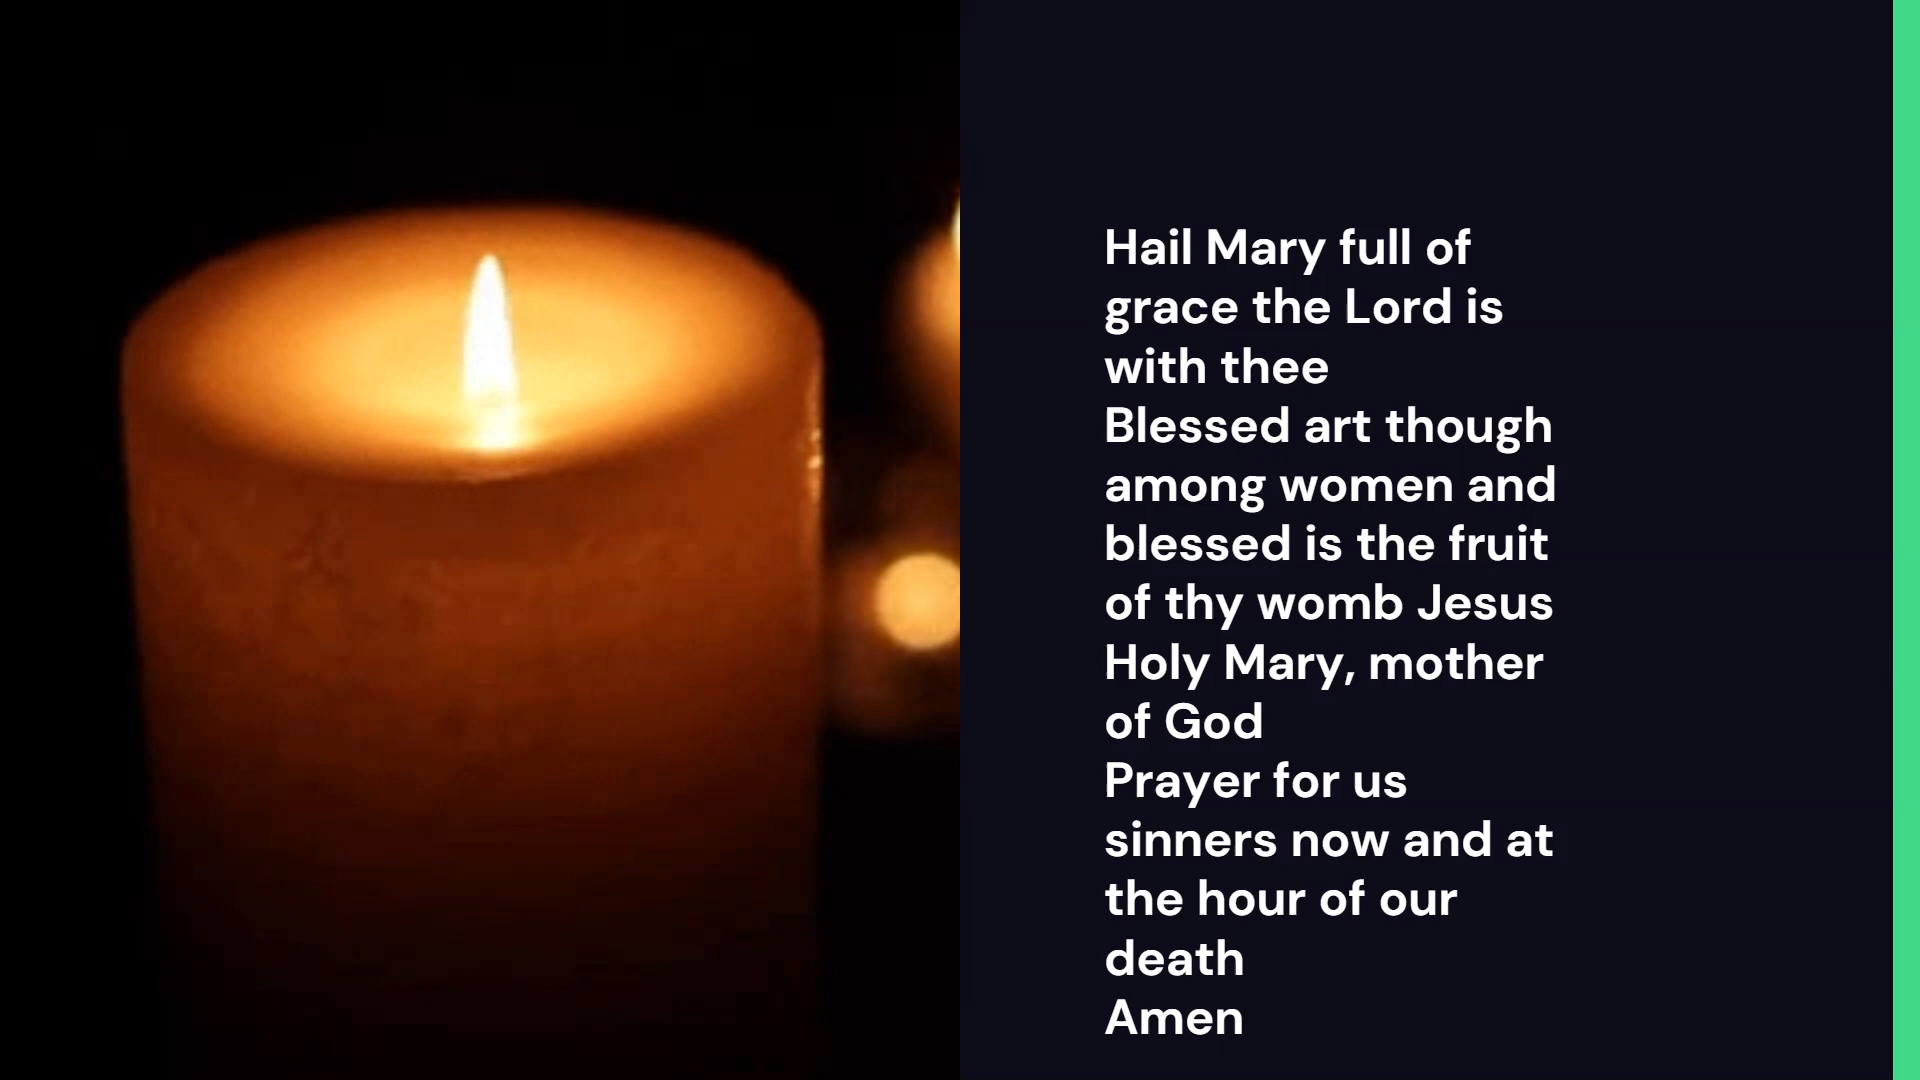 Hail Mary full of
grace the Lord is
with thee
Blessed art though
among women and
blessed is the fruit
of thy womb Jesus
Holy Mary, mother
of God
Prayer for us
sinners now and at
the hour of our
death
Amen